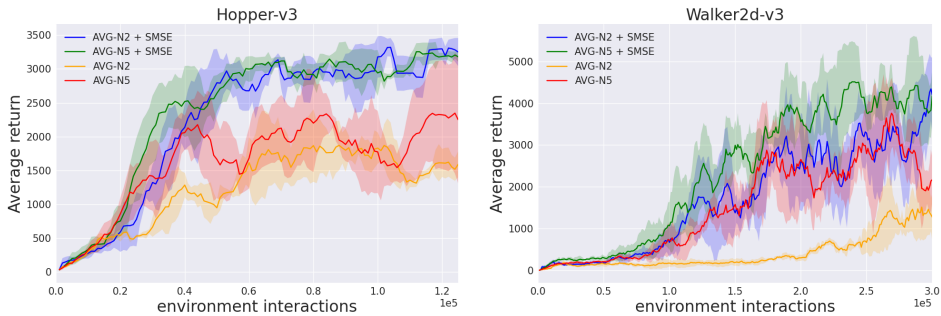 Hopper-v3
AVG-N2 + SMSE
AVG-N5 + SMSE
AVG-N2
AVG-N5
Average return
3500
3000
2500
2000
1500
1000
500
0
0.0 0.2 0.4 0.6 0.8 1.0 1.2
1e5
environment interactions
Walker2d-v3
AVG-N2 + SMSE
AVG-N5 + SMSE
AVG-N2
AVG-N5
Average return
5000
4000
3000
2000
1000
0
0.0 0.5 1.0 1.5 2.0 2.5 3.0
1e5
environment interactions